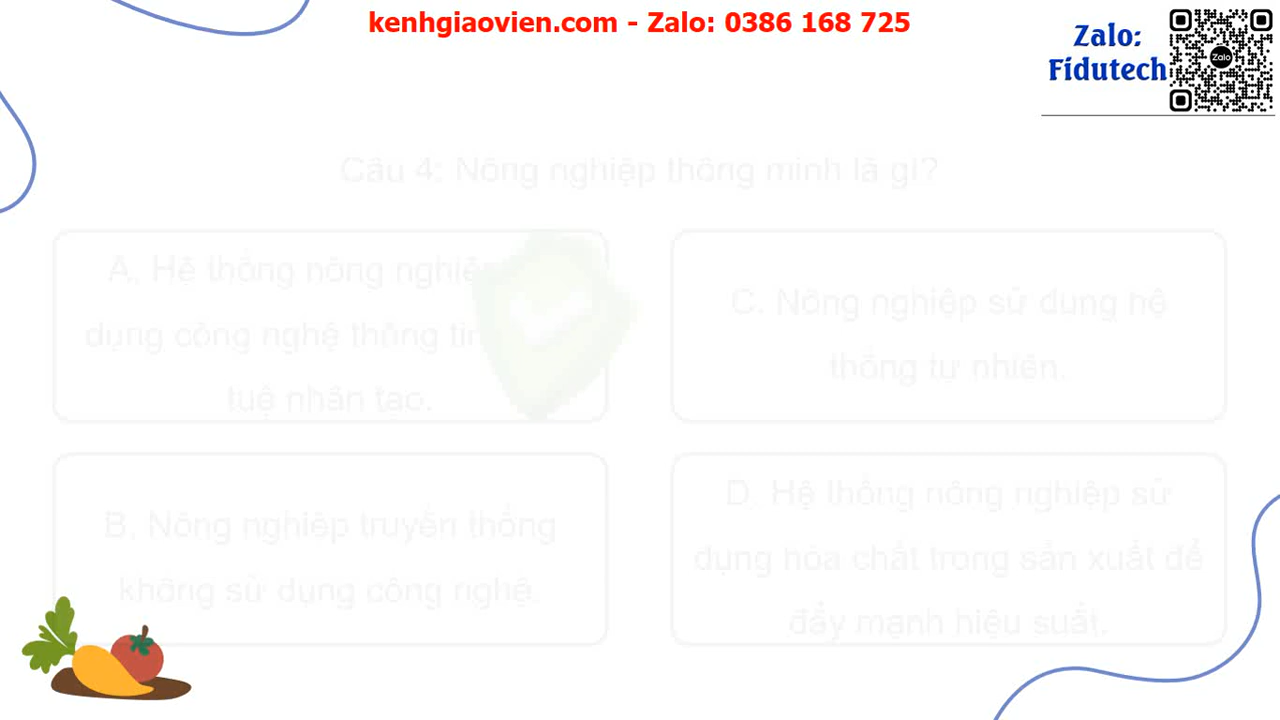 kenhgiaovien.com - Zalo: 0386 168 725
Zalo:
Fidutech
Zalo
Câu 4: Nông nghiệp thông minh là gì?
A. Hệ thống nông nghiệp
dụng công nghệ thông tin
tuệ nhân tạo.
C. Nông nghiệp sử dụng hệ
thống tự nhiên.
B. Nông nghiệp truyền thống
không sử dụng công nghệ.
D. Hệ thống nông nghiệp sử
dụng hóa chất trong sản xuất để
đẩy mạnh hiệu suất.